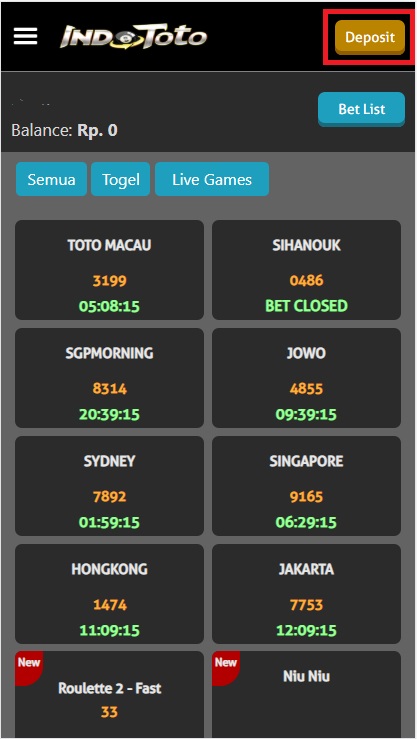 INDOTOTO
Deposit
Bet List
Balance: Rp. 0
Semua
Togel
Live Games
TOTO MACAU
3199
05:08:15
SIHANOUK
0486
BET CLOSED
SGPMORNING
8314
20:39:15
JOWO
4855
09:39:15
SYDNEY
7892
01:59:15
SINGAPORE
9165
06:29:15
HONGKONG
1474
11:09:15
JAKARTA
7753
12:09:15
New
Roulette 2 - Fast
33
New
Niu Niu